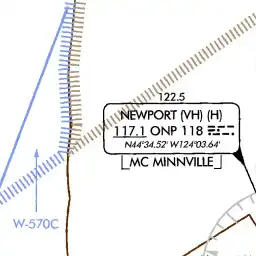 122.5
NEWPORT (VH) (H)
117.1 ONP 118
N44°34.52' W124°03.64'
MC MINNVILLE
W-570C